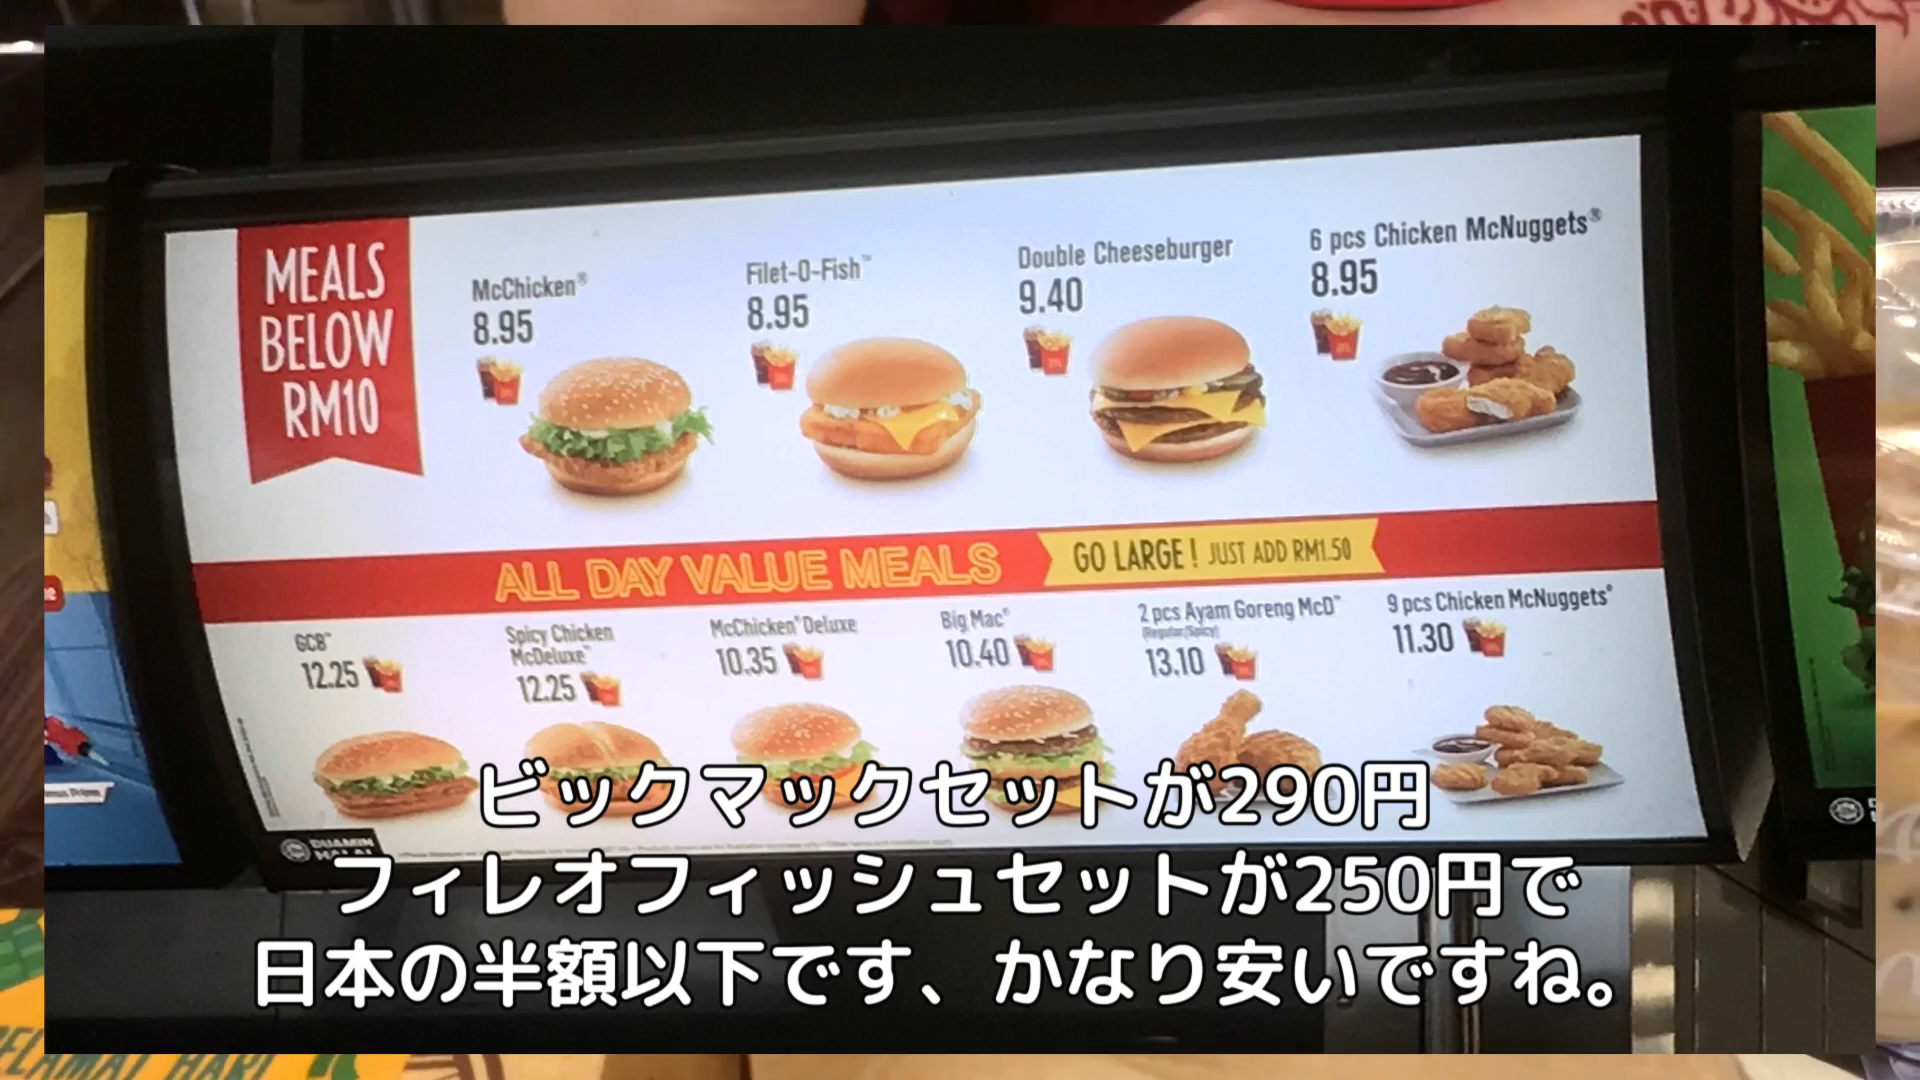 MEALS
BELOW
RM10
McChicken®
8.95
Filet-O-Fish™
8.95
Double Cheeseburger
9.40
6 pcs Chicken McNuggets®
8.95
ALL DAY VALUE MEALS
GO LARGE! JUST ADD RM1.50
GCB™
12.25
Spicy Chicken
McDeluxe™
12.25
McChicken® Deluxe
10.35
Big Mac®
10.40
2 pcs Ayam Goreng McD™
(Regular/Spicy)
13.10
9 pcs Chicken McNuggets®
11.30
ビックマックセットが290円
フィレオフィッシュセットが250円で
日本の半額以下です、かなり安いですね。
HARI